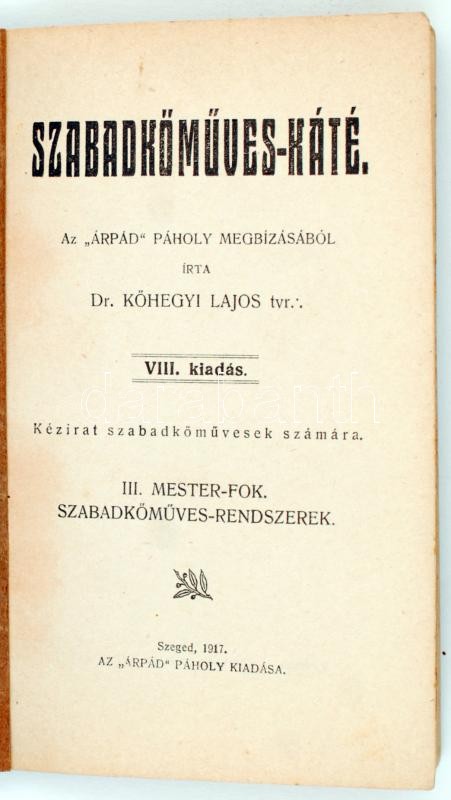 SZABADKŐMŰVES-KÁTÉ.
Az „ÁRPÁD“ PÁHOLY MEGBÍZÁSÁBÓL
ÍRTA
Dr. KŐHEGYI LAJOS tvr.∴
VIII. kiadás.
Kézirat szabadkőművesek számára.
III. MESTER-FOK.
SZABADKŐMŰVES-RENDSZEREK.
Szeged, 1917.
AZ „ÁRPÁD“ PÁHOLY KIADÁSA.